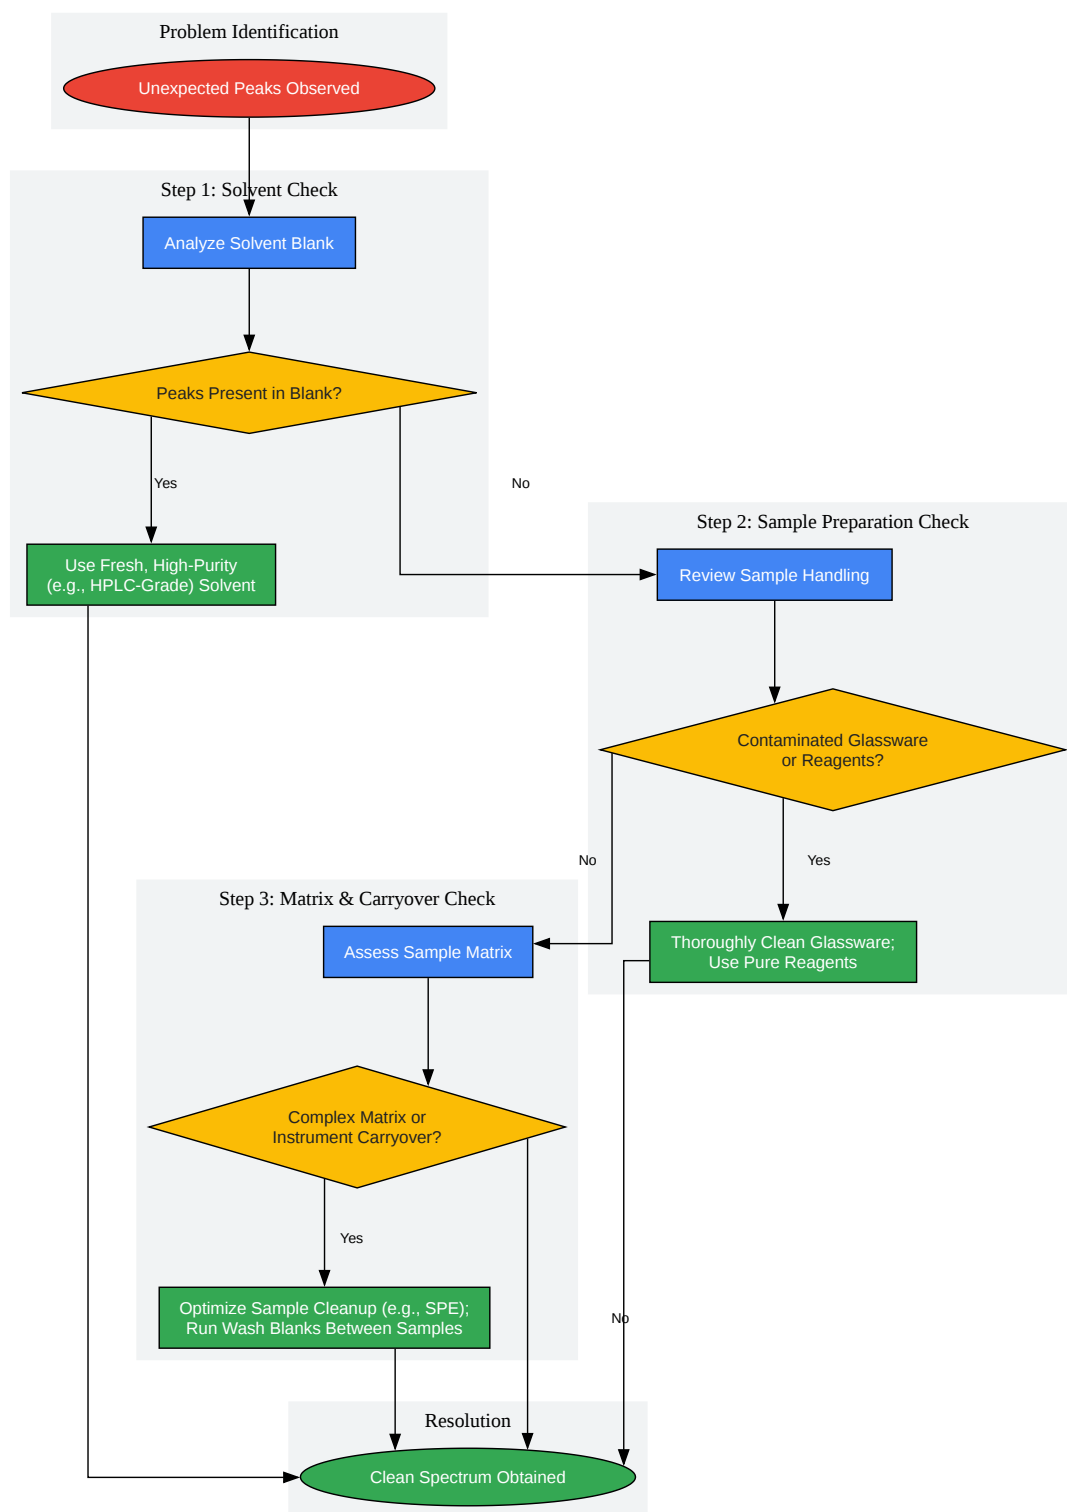 Problem Identification
Unexpected Peaks Observed
Step 1: Solvent Check
Analyze Solvent Blank
Peaks Present in Blank?
Yes
No
Use Fresh, High-Purity
(e.g., HPLC-Grade) Solvent
Step 2: Sample Preparation Check
Review Sample Handling
Contaminated Glassware
or Reagents?
No
Yes
Thoroughly Clean Glassware;
Use Pure Reagents
Step 3: Matrix & Carryover Check
Assess Sample Matrix
Complex Matrix or
Instrument Carryover?
Yes
Optimize Sample Cleanup (e.g., SPE);
Run Wash Blanks Between Samples
No
Resolution
Clean Spectrum Obtained